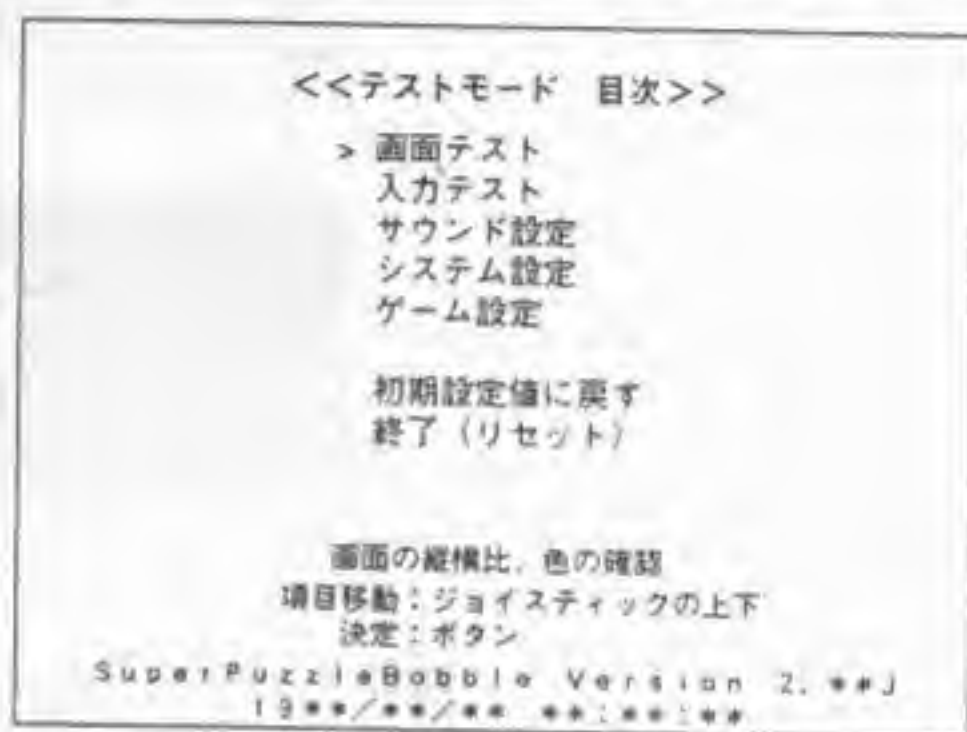 <<テストモード 目次>>
> 画面テスト
入力テスト
サウンド設定
システム設定
ゲーム設定
初期設定値に戻す
終了（リセット）
画面の縦横比、色の確認
項目移動：ジョイスティックの上下
決定：ボタン
SuperPuzzleBobble Version 2.**J
19**/**/** **:**:**